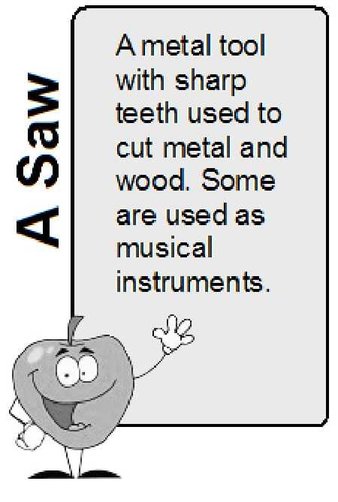 A Saw
A metal tool
with sharp
teeth used to
cut metal and
wood. Some
are used as
musical
instruments.